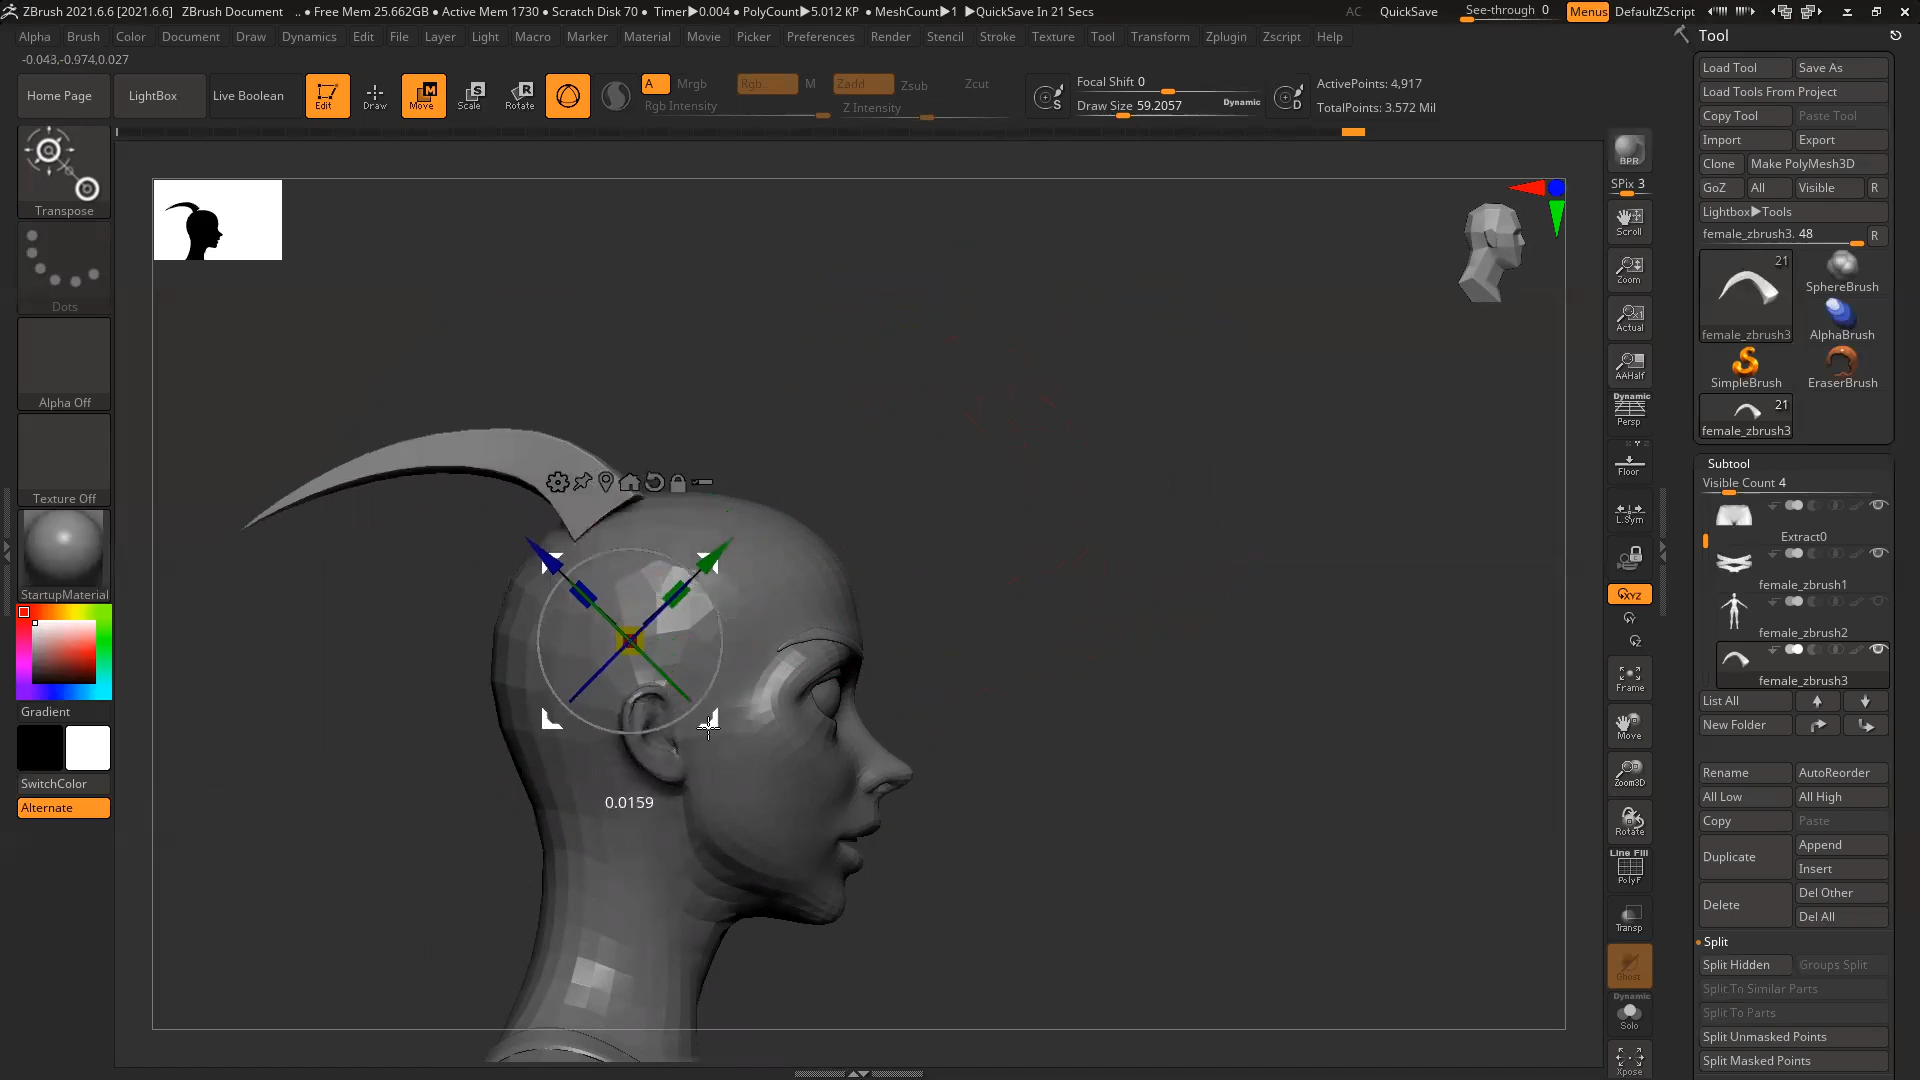 ZBrush 2021.6.6 [2021.6.6] ZBrush Document .. ● Free Mem 25.662GB ● Active Mem 1730 ● Scratch Disk 70 ● Timer▶0.004 ● PolyCount▶5.012 KP ● MeshCount▶1 ▶QuickSave In 21 Secs AC QuickSave See-through 0 Menus DefaultZScript
Alpha Brush Color Document Draw Dynamics Edit File Layer Light Macro Marker Material Movie Picker Preferences Render Stencil Stroke Texture Tool Transform Zplugin Zscript Help
-0.043,-0.974,0.027
Home Page LightBox Live Boolean Edit Draw Move Scale Rotate A Mrgb Rgb M Zadd Zsub Zcut
Rgb Intensity Z Intensity
Focal Shift 0
Draw Size 59.2057 Dynamic
S D
ActivePoints: 4,917
TotalPoints: 3.572 Mil
Transpose
Dots
Alpha Off
Texture Off
StartupMaterial
Gradient
SwitchColor
Alternate
0.0159
BPR
SPix 3
Scroll
Zoom
Actual
AAHalf
Dynamic
Persp
Floor
L.Sym
XYZ
Y
Z
Frame
Move
Zoom3D
Rotate
Line Fill
PolyF
Transp
Ghost
Dynamic
Solo
Xpose
Tool
Load Tool Save As
Load Tools From Project
Copy Tool Paste Tool
Import Export
Clone Make PolyMesh3D
GoZ All Visible R
Lightbox▶Tools
female_zbrush3. 48 R
21
SphereBrush
female_zbrush3 AlphaBrush
SimpleBrush EraserBrush
21
female_zbrush3
Subtool
Visible Count 4
Extract0
female_zbrush1
female_zbrush2
female_zbrush3
List All
New Folder
Rename AutoReorder
All Low All High
Copy Paste
Duplicate Append
Insert
Delete Del Other
Del All
Split
Split Hidden Groups Split
Split To Similar Parts
Split To Parts
Split Unmasked Points
Split Masked Points